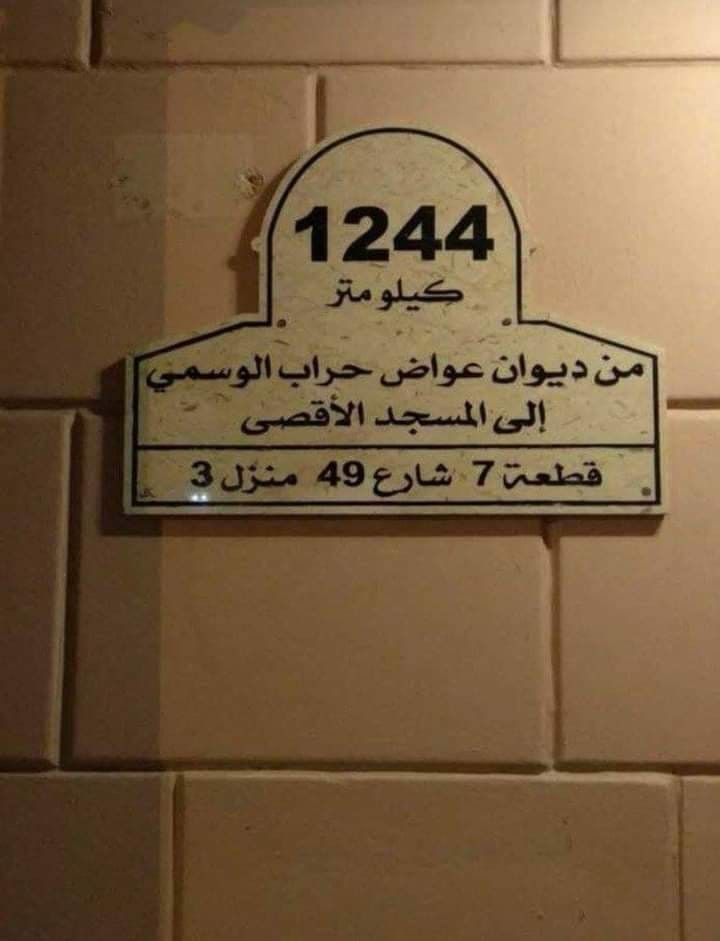 1244
كيلو متر
من ديوان عواض حراب الوسمي
إلى المسجد الأقصى
قطعة 7 شارع 49 منزل 3